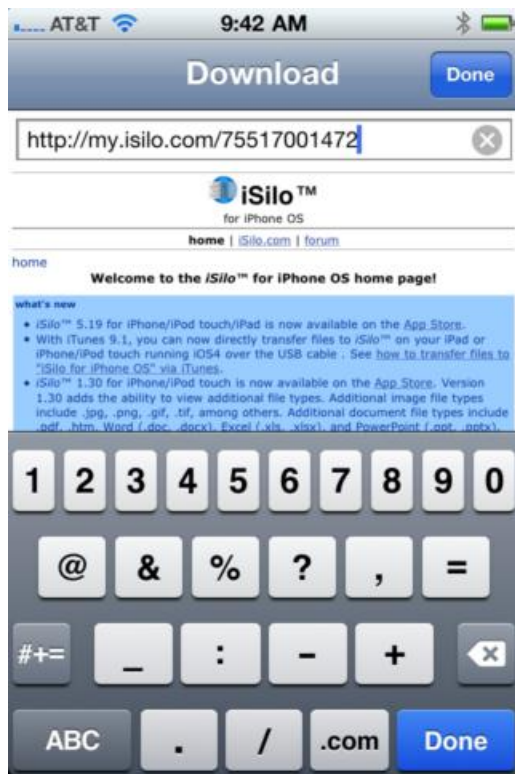 AT&T 9:42 AM
Download Done
http://my.isilo.com/75517001472
iSilo™
for iPhone OS
home | iSilo.com | forum
home
Welcome to the iSilo™ for iPhone OS home page!
what's new
• iSilo™ 5.19 for iPhone/iPod touch/iPad is now available on the App Store.
• With iTunes 9.1, you can now directly transfer files to iSilo™ on your iPad or
iPhone/iPod touch running iOS4 over the USB cable . See how to transfer files to
"iSilo for iPhone OS" via iTunes.
• iSilo™ 1.30 for iPhone/iPod touch is now available on the App Store. Version
1.30 adds the ability to view additional file types. Additional image file types
include .jpg, .png, .gif, .tif, among others. Additional document file types include
.pdf, .htm, Word (.doc, .docx), Excel (.xls, .xlsx), and PowerPoint (.ppt, .pptx),
1 2 3 4 5 6 7 8 9 0
@ & % ? , =
#+= _ : - +
ABC . / .com Done